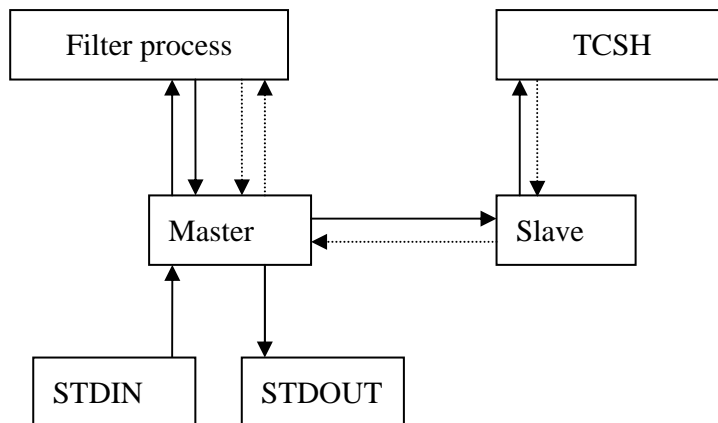 Filter process
TCSH
Master
Slave
STDIN
STDOUT